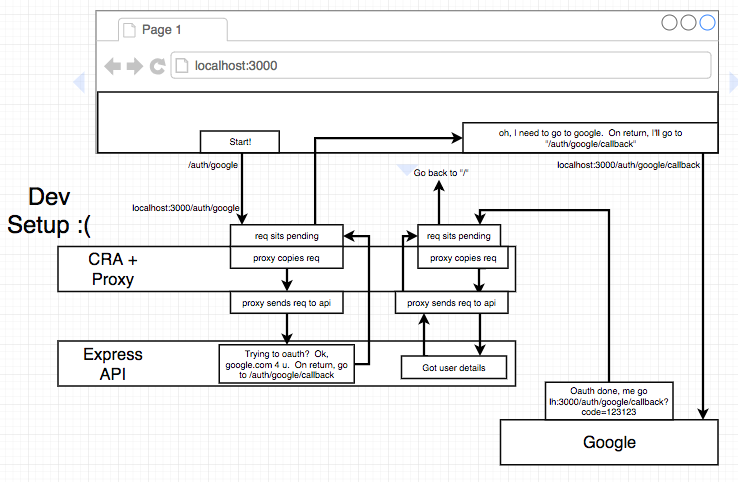 Page 1
localhost:3000
Start!
oh, I need to go to google.  On return, I'll go to
"/auth/google/callback"
/auth/google
localhost:3000/auth/google/callback
Go back to "/"
Dev
Setup :(
localhost:3000/auth/google
req sits pending
req sits pending
CRA +
Proxy
proxy copies req
proxy copies req
proxy sends req to api
proxy sends req to api
Express
API
Trying to oauth?  Ok,
google.com 4 u.  On return, go
to /auth/google/callback
Got user details
Oauth done, me go
lh:3000/auth/google/callback?
code=123123
Google